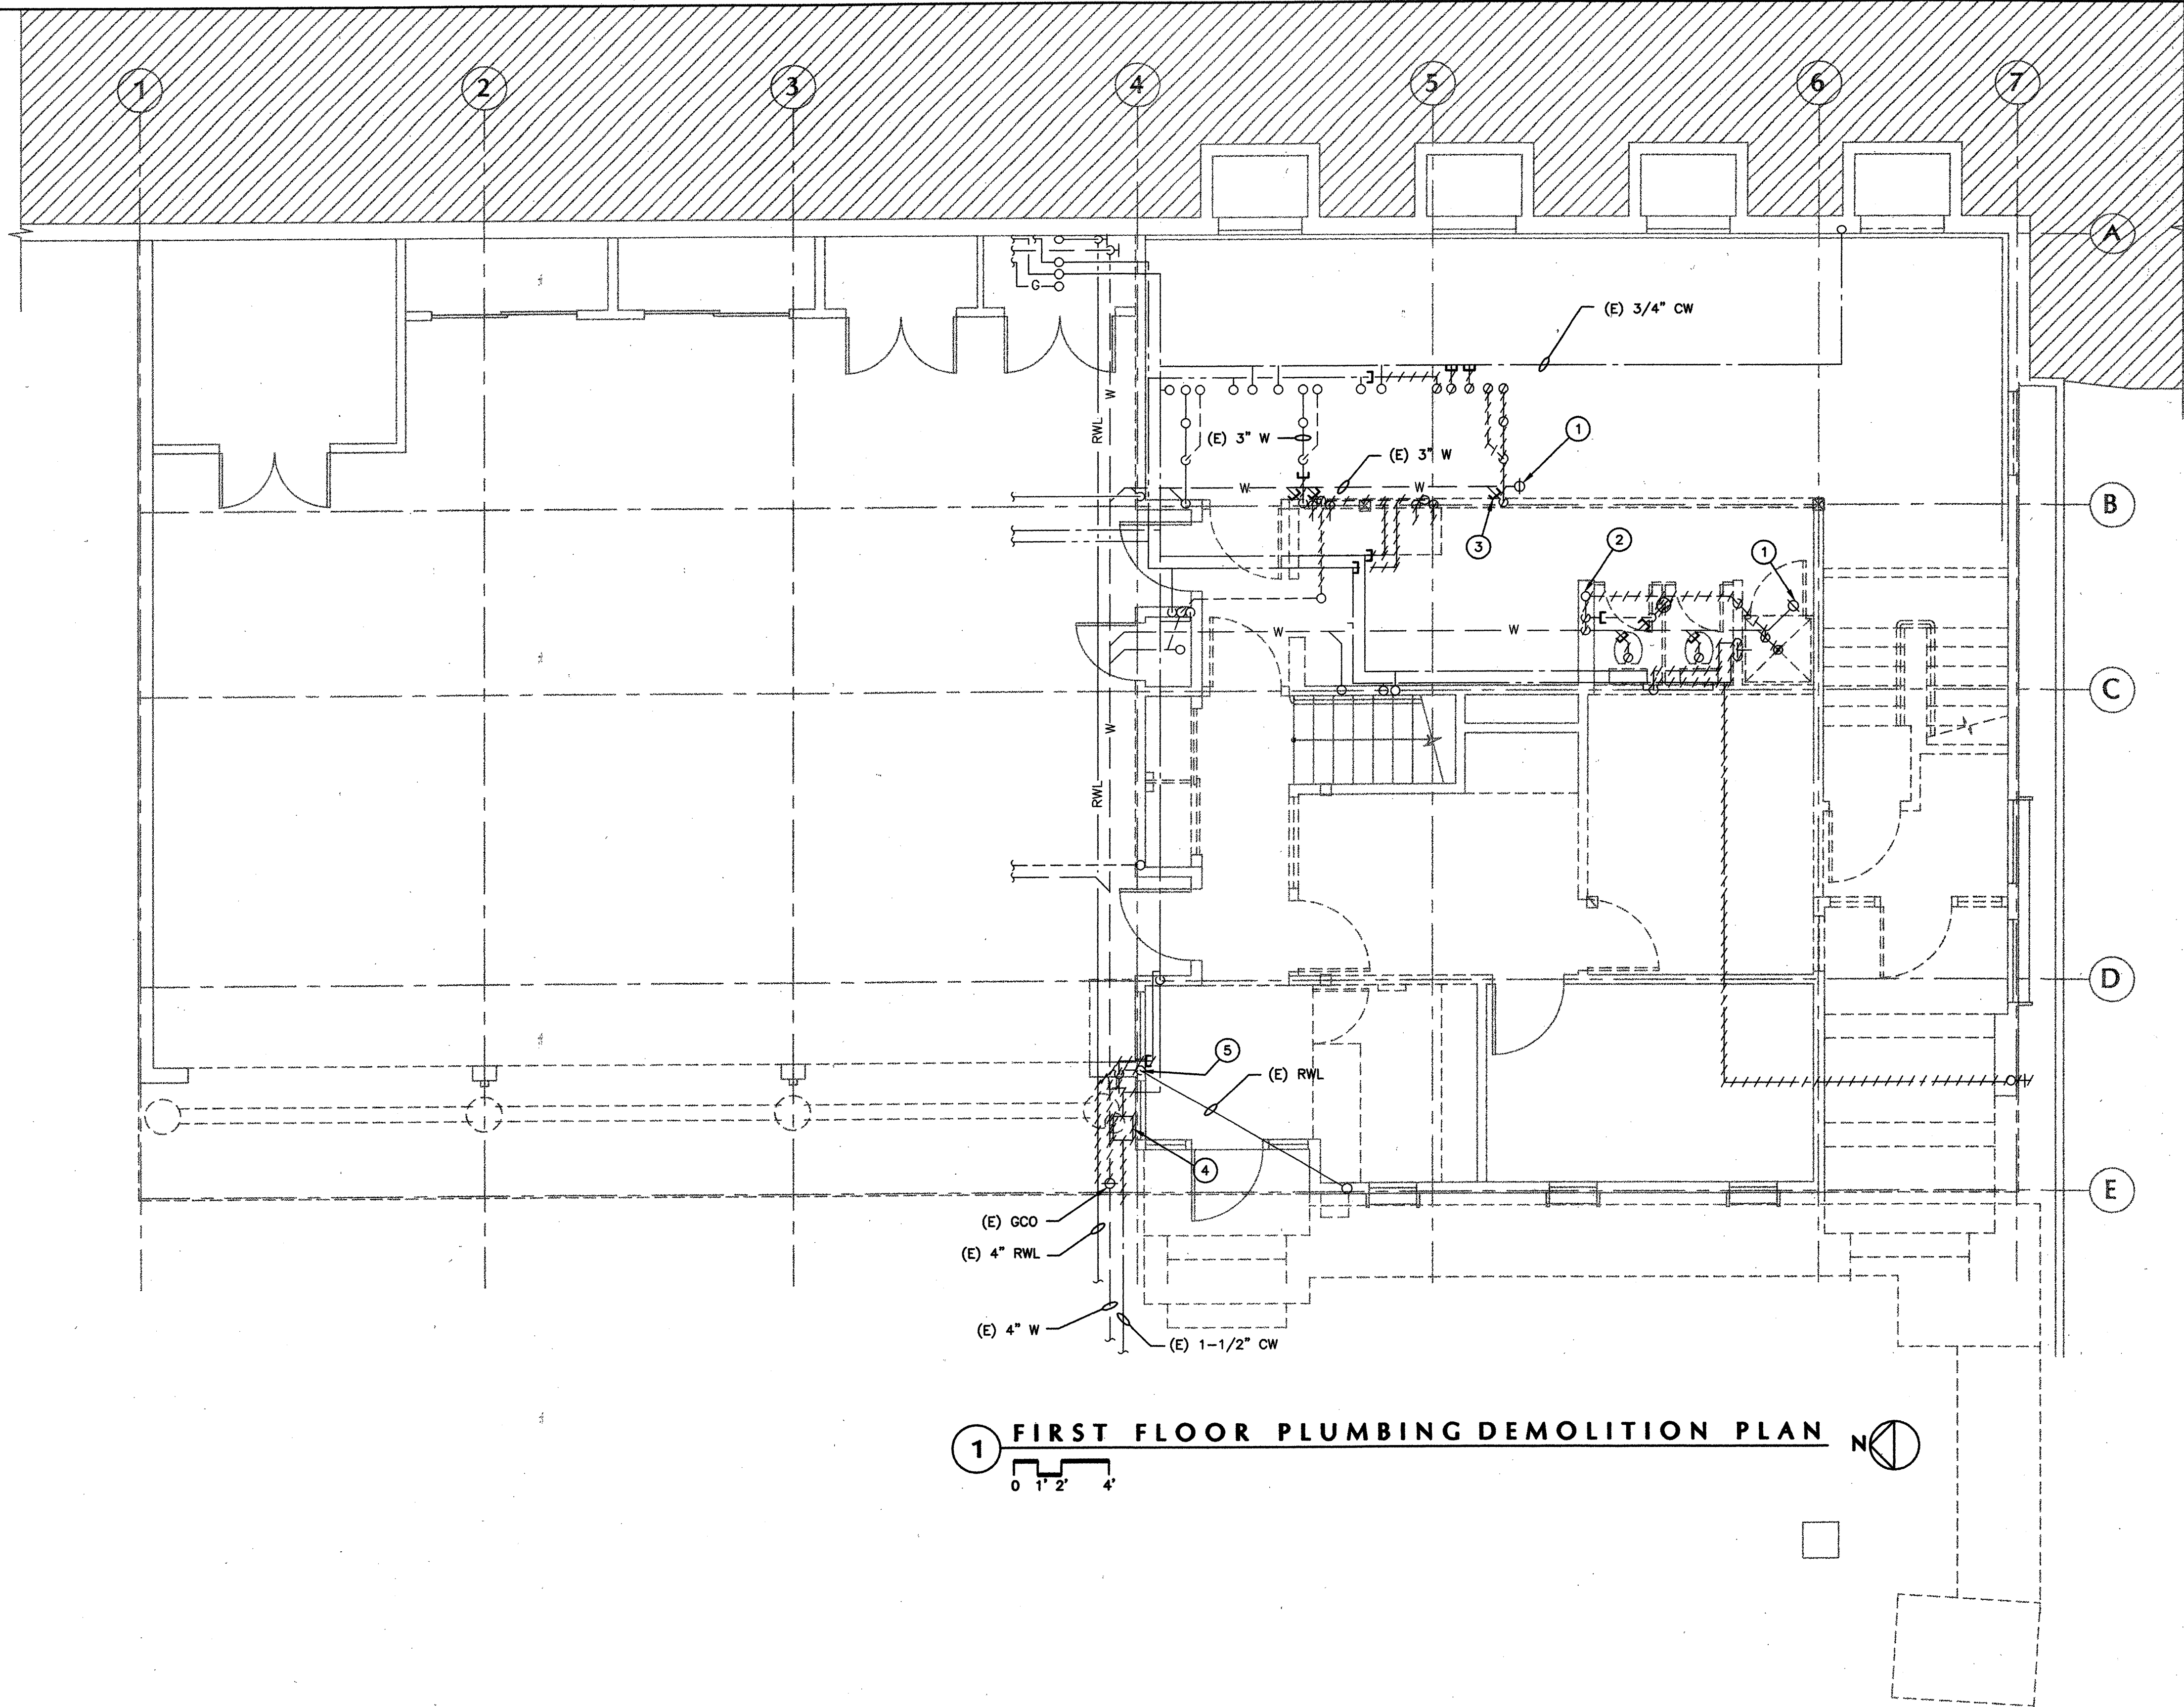 1 2 3 4 5 6 7
A
G
(E) 3/4" CW
W
RWL
1
(E) 3" W
(E) 3" W
W
W
B
3
2
1
W
W
C
W
RWL
D
5
(E) RWL
4
E
(E) GCO
(E) 4" RWL
(E) 4" W
(E) 1-1/2" CW
1 FIRST FLOOR PLUMBING DEMOLITION PLAN N
0 1' 2' 4'